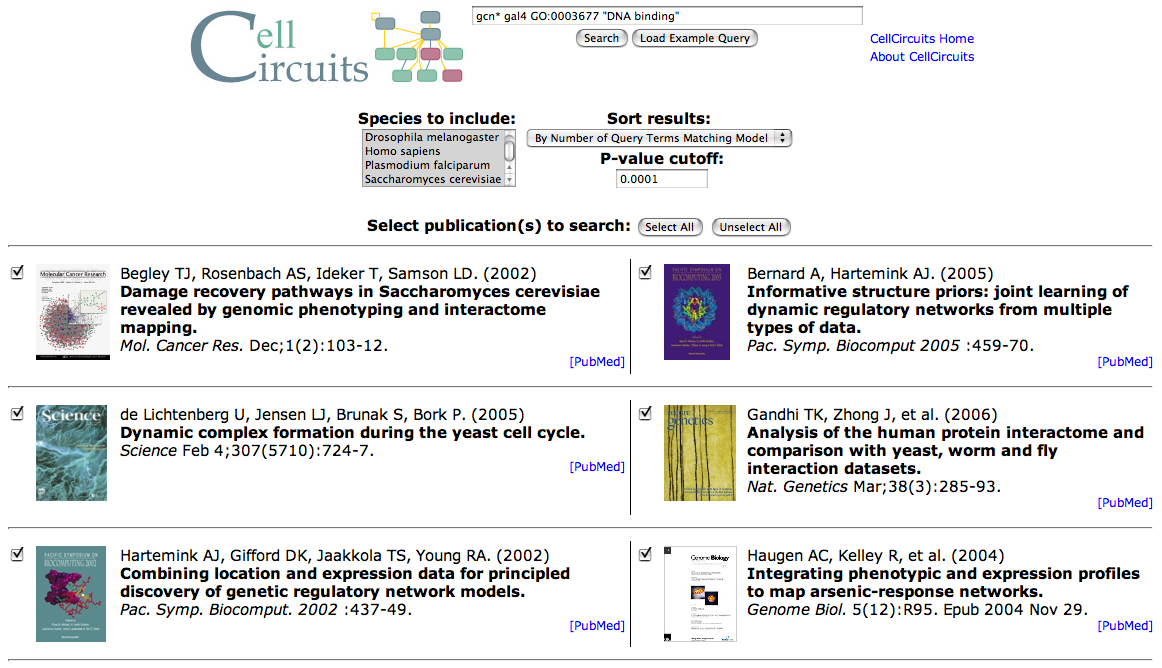 Cell
Circuits
gcn* gal4 GO:0003677 "DNA binding"
Search
Load Example Query
CellCircuits Home
About CellCircuits
Species to include:
Drosophila melanogaster
Homo sapiens
Plasmodium falciparum
Saccharomyces cerevisiae
Sort results:
By Number of Query Terms Matching Model
P-value cutoff:
0.0001
Select publication(s) to search:
Select All
Unselect All
Molecular Cancer Research
Begley TJ, Rosenbach AS, Ideker T, Samson LD. (2002)
Damage recovery pathways in Saccharomyces cerevisiae
revealed by genomic phenotyping and interactome
mapping.
Mol. Cancer Res. Dec;1(2):103-12.
[PubMed]
PACIFIC SYMPOSIUM ON
BIOCOMPUTING 2005
Bernard A, Hartemink AJ. (2005)
Informative structure priors: joint learning of
dynamic regulatory networks from multiple
types of data.
Pac. Symp. Biocomput 2005 :459-70.
[PubMed]
Science
de Lichtenberg U, Jensen LJ, Brunak S, Bork P. (2005)
Dynamic complex formation during the yeast cell cycle.
Science Feb 4;307(5710):724-7.
[PubMed]
genetics
Gandhi TK, Zhong J, et al. (2006)
Analysis of the human protein interactome and
comparison with yeast, worm and fly
interaction datasets.
Nat. Genetics Mar;38(3):285-93.
[PubMed]
PACIFIC SYMPOSIUM ON
BIOCOMPUTING 2002
Hartemink AJ, Gifford DK, Jaakkola TS, Young RA. (2002)
Combining location and expression data for principled
discovery of genetic regulatory network models.
Pac. Symp. Biocomput. 2002 :437-49.
[PubMed]
Genome Biology
Haugen AC, Kelley R, et al. (2004)
Integrating phenotypic and expression profiles
to map arsenic-response networks.
Genome Biol. 5(12):R95. Epub 2004 Nov 29.
[PubMed]